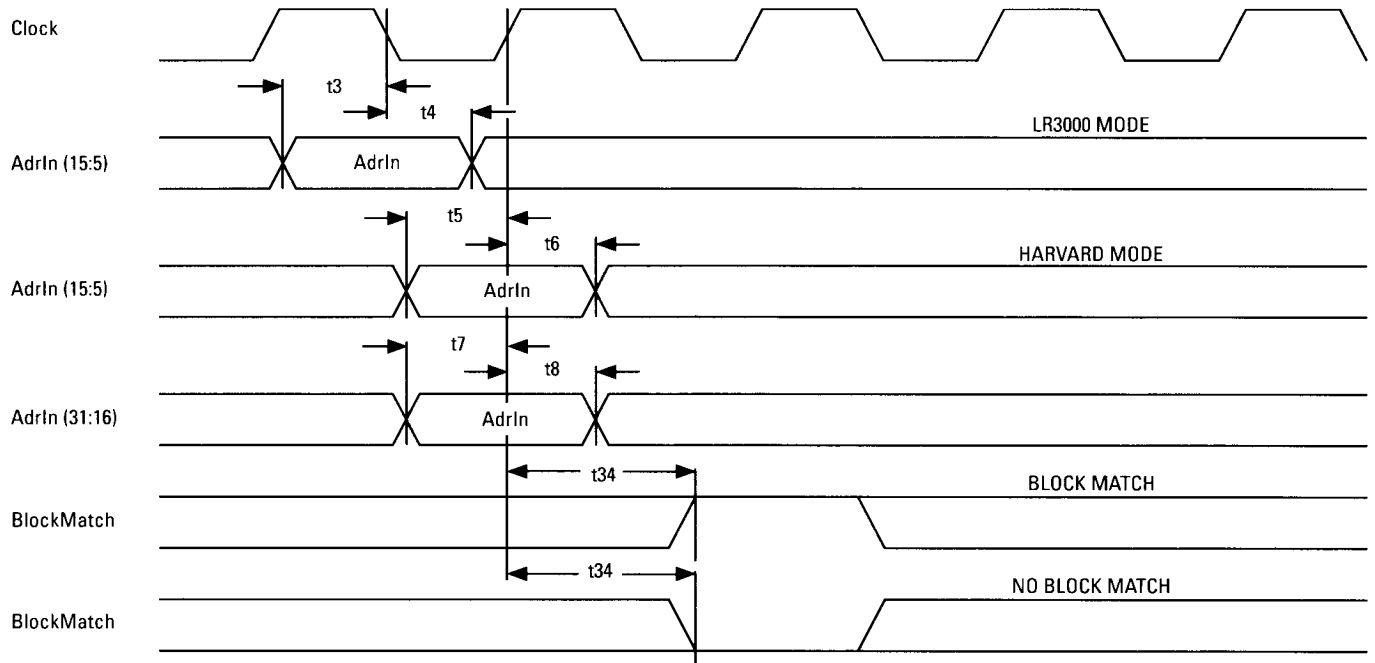 Clock
t3
t4
LR3000 MODE
AdrIn (15:5)
AdrIn
t5
t6
HARVARD MODE
AdrIn (15:5)
AdrIn
t7
t8
AdrIn (31:16)
AdrIn
t34
BLOCK MATCH
BlockMatch
t34
NO BLOCK MATCH
BlockMatch